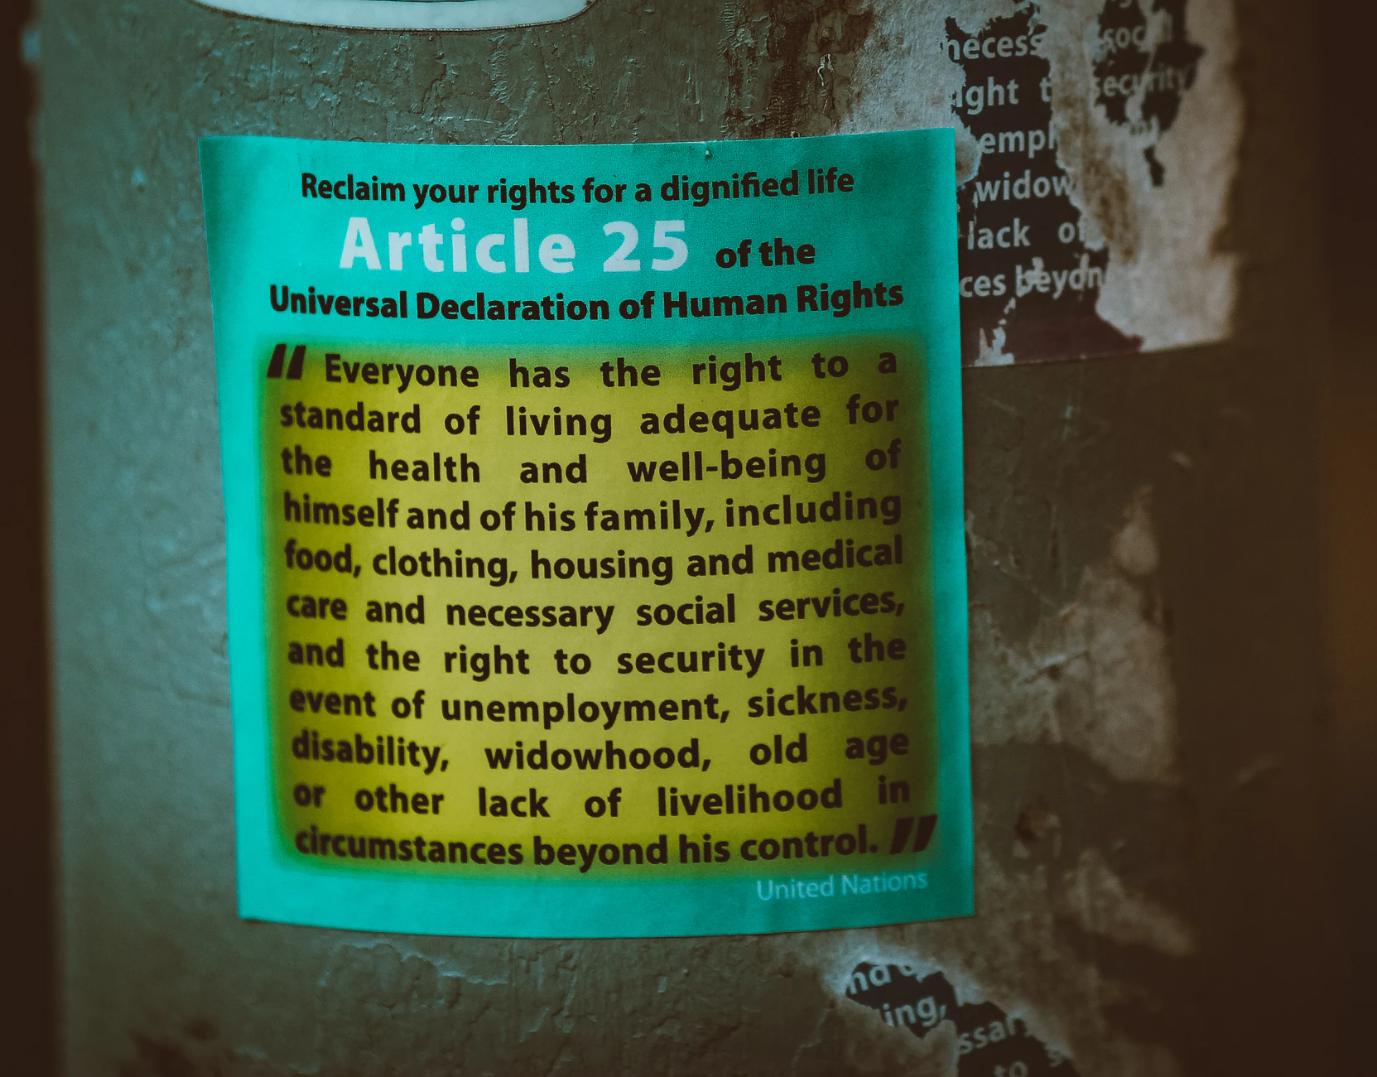 Reclaim your rights for a dignified life
Article 25 of the
Universal Declaration of Human Rights
" Everyone has the right to a
standard of living adequate for
the health and well-being of
himself and of his family, including
food, clothing, housing and medical
care and necessary social services,
and the right to security in the
event of unemployment, sickness,
disability, widowhood, old age
or other lack of livelihood in
circumstances beyond his control. "
United Nations
necess social
ight t security
empl
widow
lack of
ces beyon
ing,
ssar
to